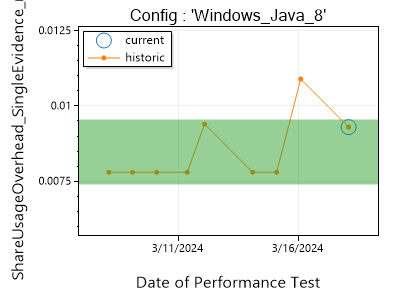 Config : 'Windows_Java_8'
current
historic
0.0125
0.01
0.0075
3/11/2024
3/16/2024
Date of Performance Test
ShareUsageOverhead_SingleEvidence_